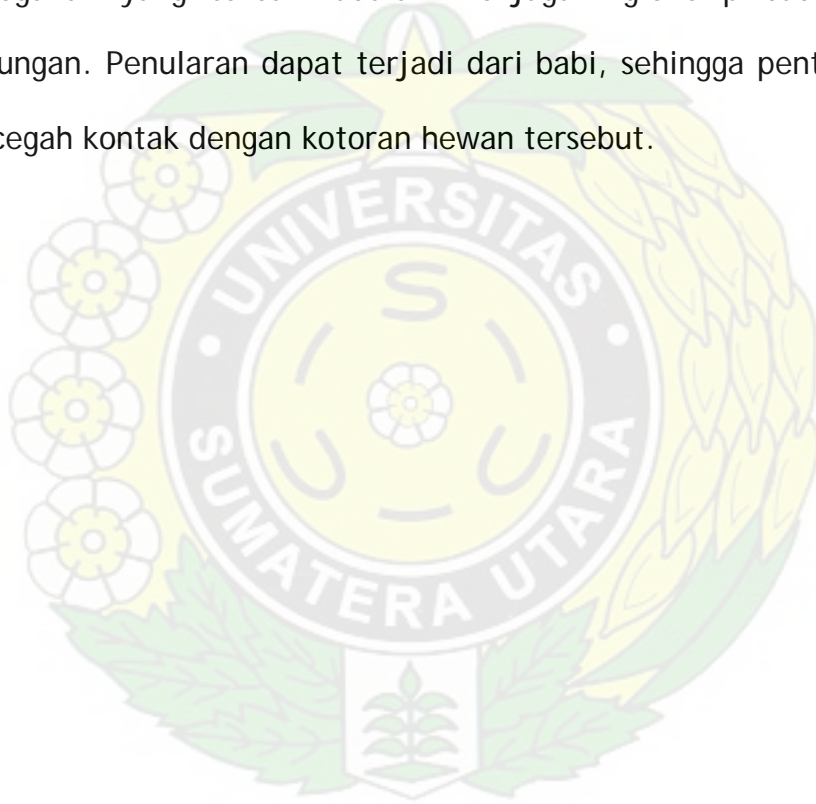 ungan. Penularan dapat terjadi dari babi, sehingga pent
cegah kontak dengan kotoran hewan tersebut.
UNIVERSITAS
S
U U
SUMATERA UTARA